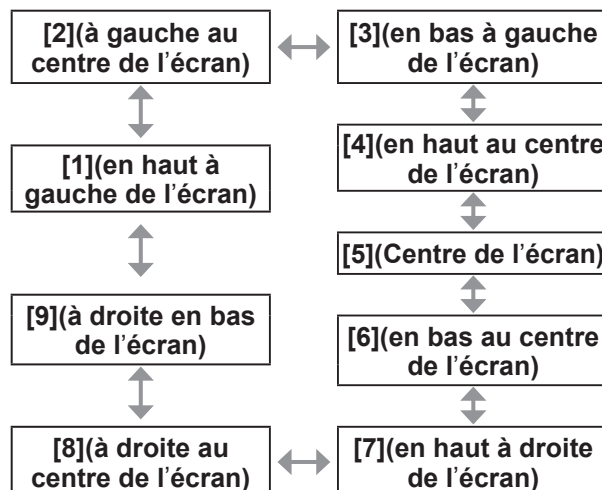 [2](à gauche au
centre de l'écran)
[3](en bas à gauche
de l'écran)
[1](en haut à
gauche de l'écran)
[4](en haut au centre
de l'écran)
[5](Centre de l'écran)
[9](à droite en bas
de l'écran)
[6](en bas au centre
de l'écran)
[8](à droite au
centre de l'écran)
[7](en haut à droite
de l'écran)